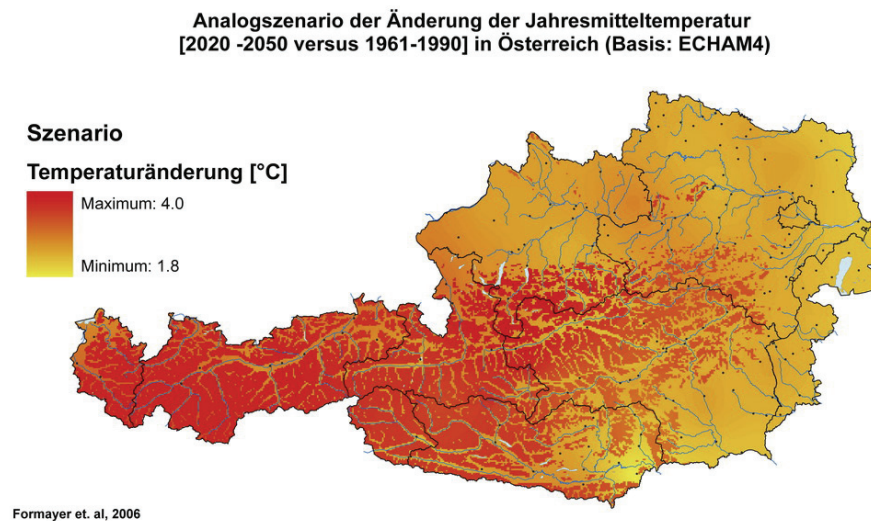 Analogszenario der Änderung der Jahresmitteltemperatur
[2020 -2050 versus 1961-1990] in Österreich (Basis: ECHAM4)
Szenario
Temperaturänderung [°C]
Maximum: 4.0
Minimum: 1.8
Formayer et. al, 2006